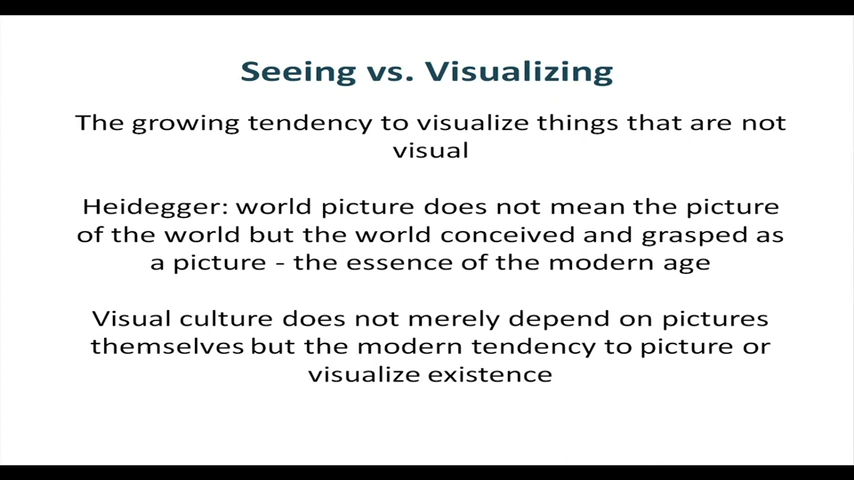 Seeing vs. Visualizing
The growing tendency to visualize things that are not
visual
Heidegger: world picture does not mean the picture
of the world but the world conceived and grasped as
a picture - the essence of the modern age
Visual culture does not merely depend on pictures
themselves but the modern tendency to picture or
visualize existence